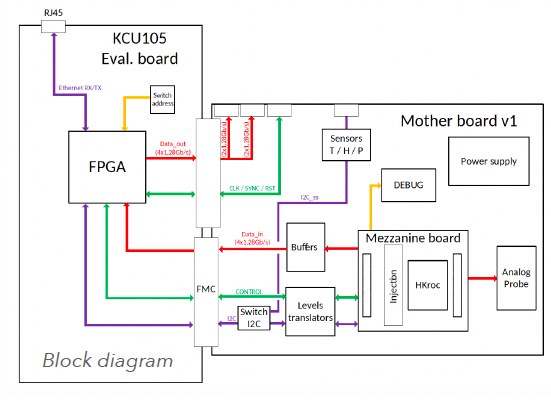 RJ45
KCU105
Eval. board
Ethernet RX/TX
Switch
address
FPGA
Data_out
(4x1,28Gb/s)
(2x1,28Gb/s)
(2x1,28Gb/s)
CLK / SYNC / RST
Mother board v1
Sensors
T / H / P
Power supply
I2C_ss
DEBUG
Data_in
(4x1,28Gb/s)
Buffers
Mezzanine board
Injection
HKroc
Analog
Probe
FMC
CONTROL
Levels
translators
I2C
Switch
I2C
Block diagram